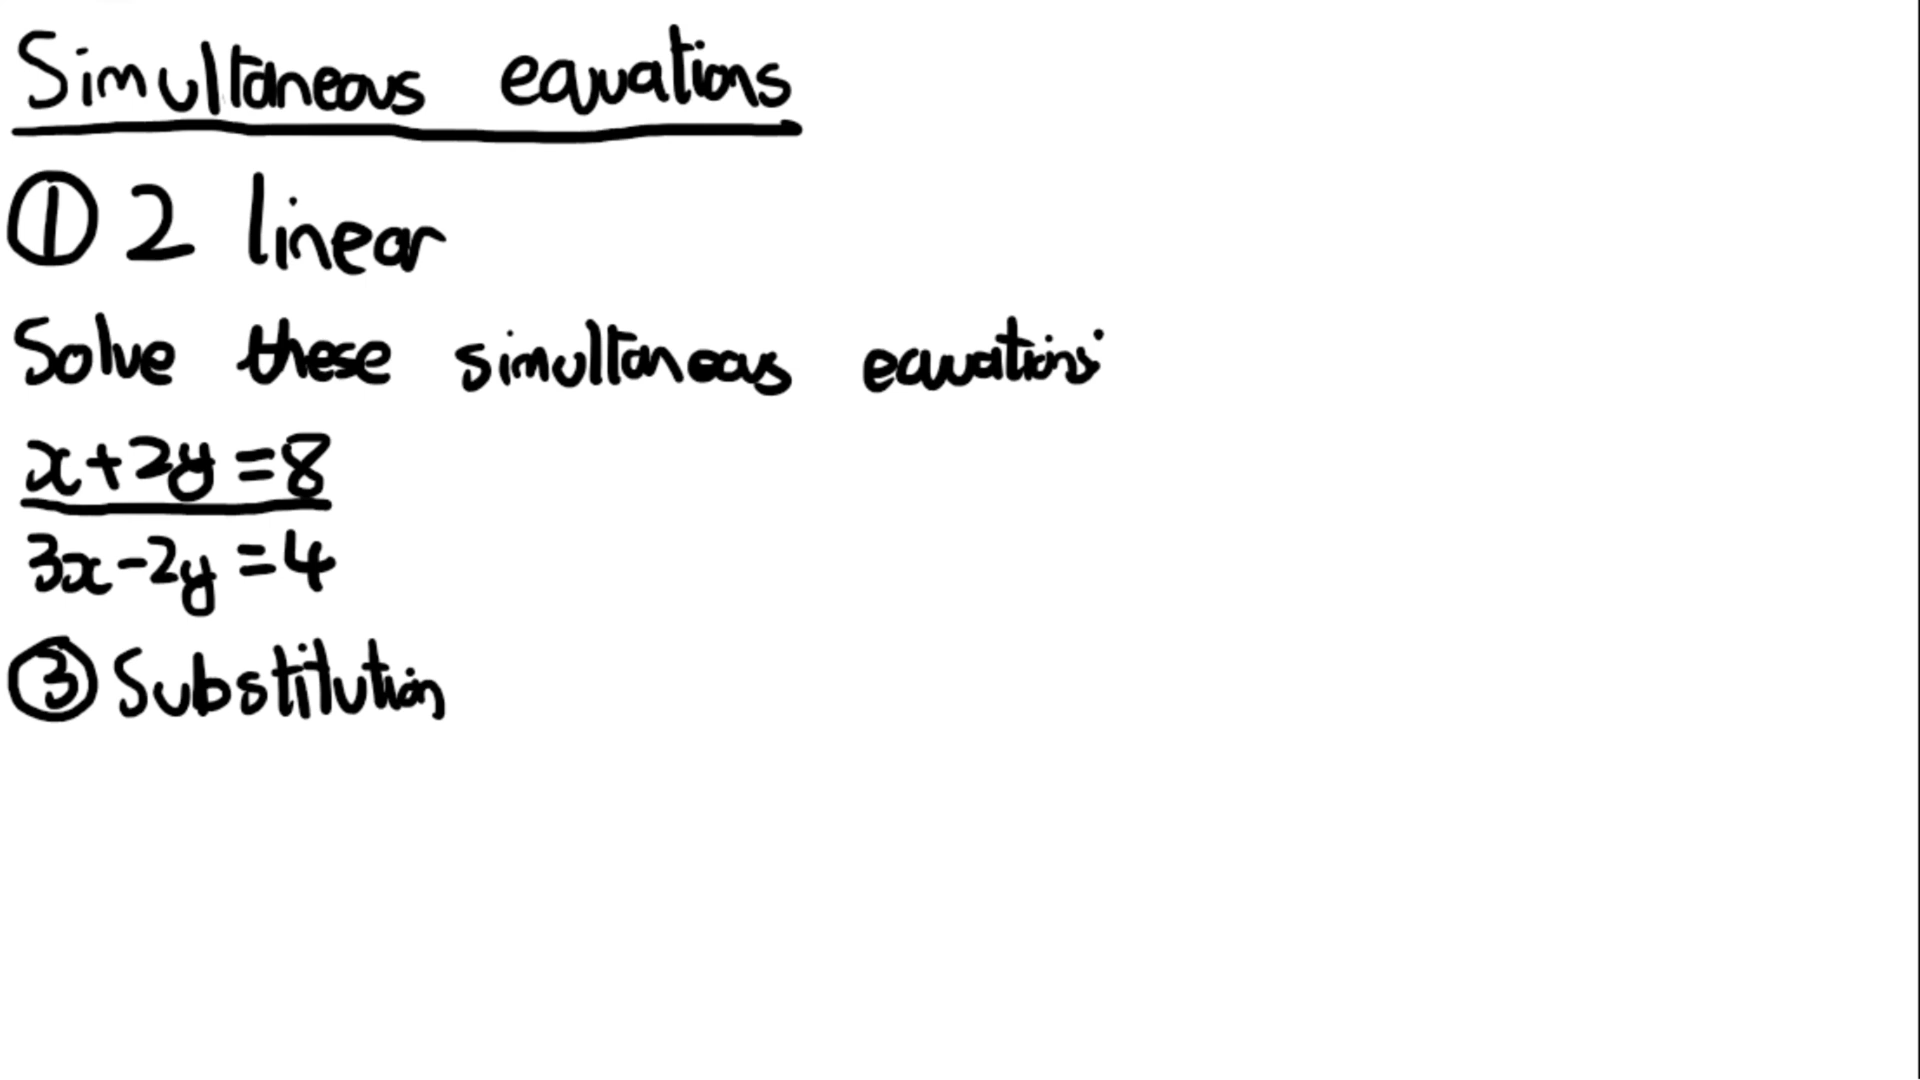 Simultaneous equations
① 2 linear
Solve these simultaneous equations:
x+2y=8
3x-2y=4
③ Substitution